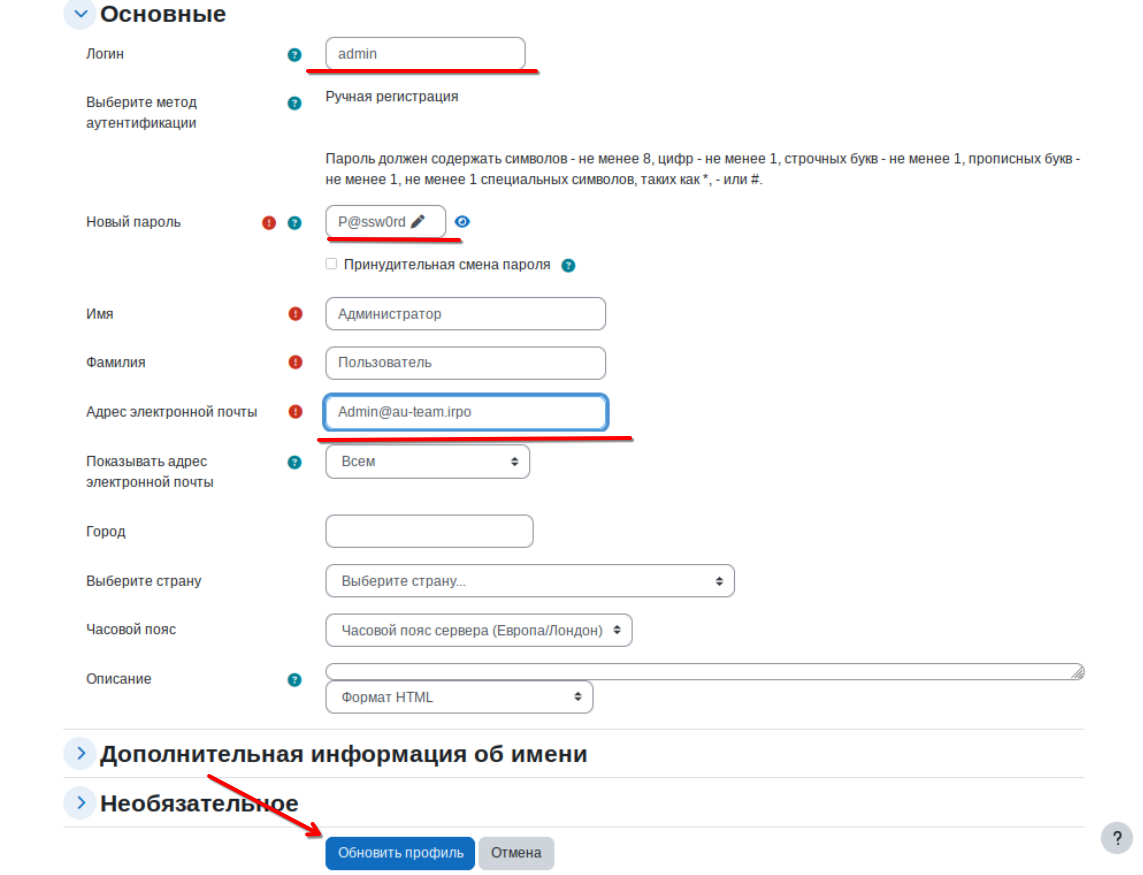 Основные
Логин
admin
Выберите метод
аутентификации
Ручная регистрация
Пароль должен содержать символов - не менее 8, цифр - не менее 1, строчных букв - не менее 1, прописных букв -
не менее 1, не менее 1 специальных символов, таких как *, - или #.
Новый пароль
P@ssw0rd
Принудительная смена пароля
Имя
Администратор
Фамилия
Пользователь
Адрес электронной почты
Admin@au-team.irpo
Показывать адрес
электронной почты
Всем
Город
Выберите страну
Выберите страну...
Часовой пояс
Часовой пояс сервера (Европа/Лондон)
Описание
Формат HTML
Дополнительная информация об имени
Необязательное
Обновить профиль
Отмена
?